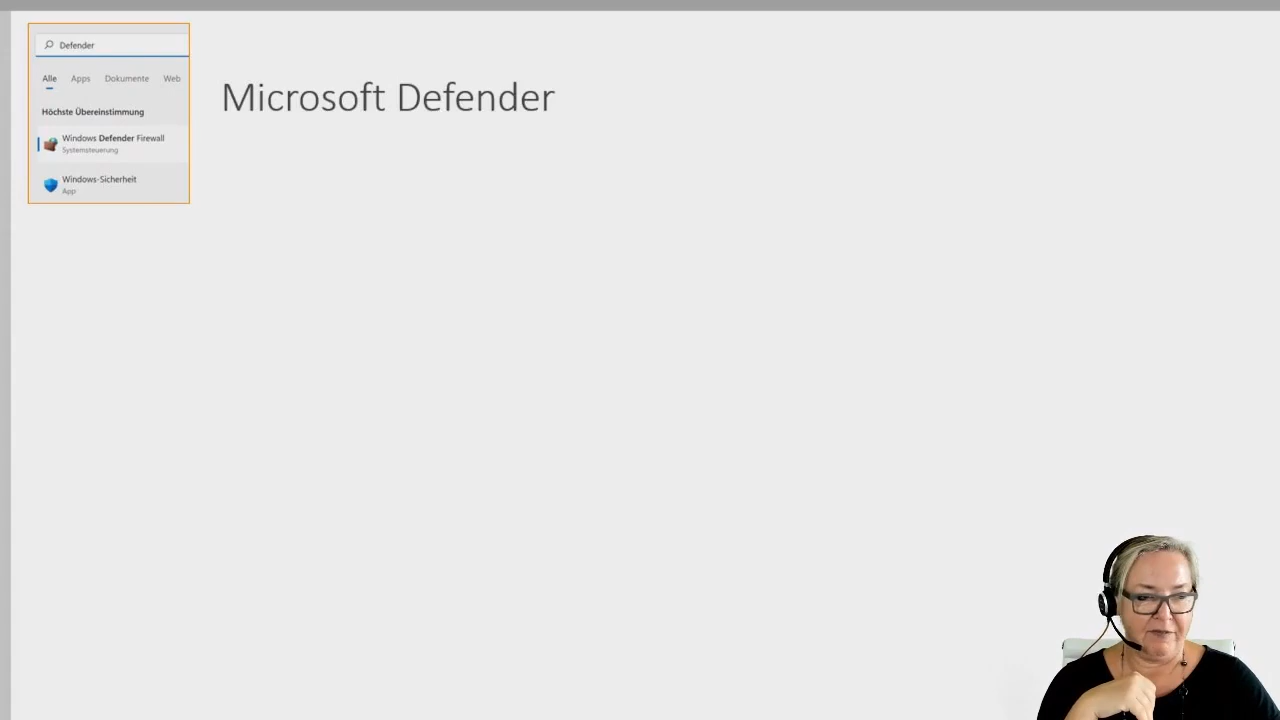 Defender
Alle Apps Dokumente Web
Höchste Übereinstimmung
Windows Defender Firewall
Systemsteuerung
Windows-Sicherheit
App
Microsoft Defender